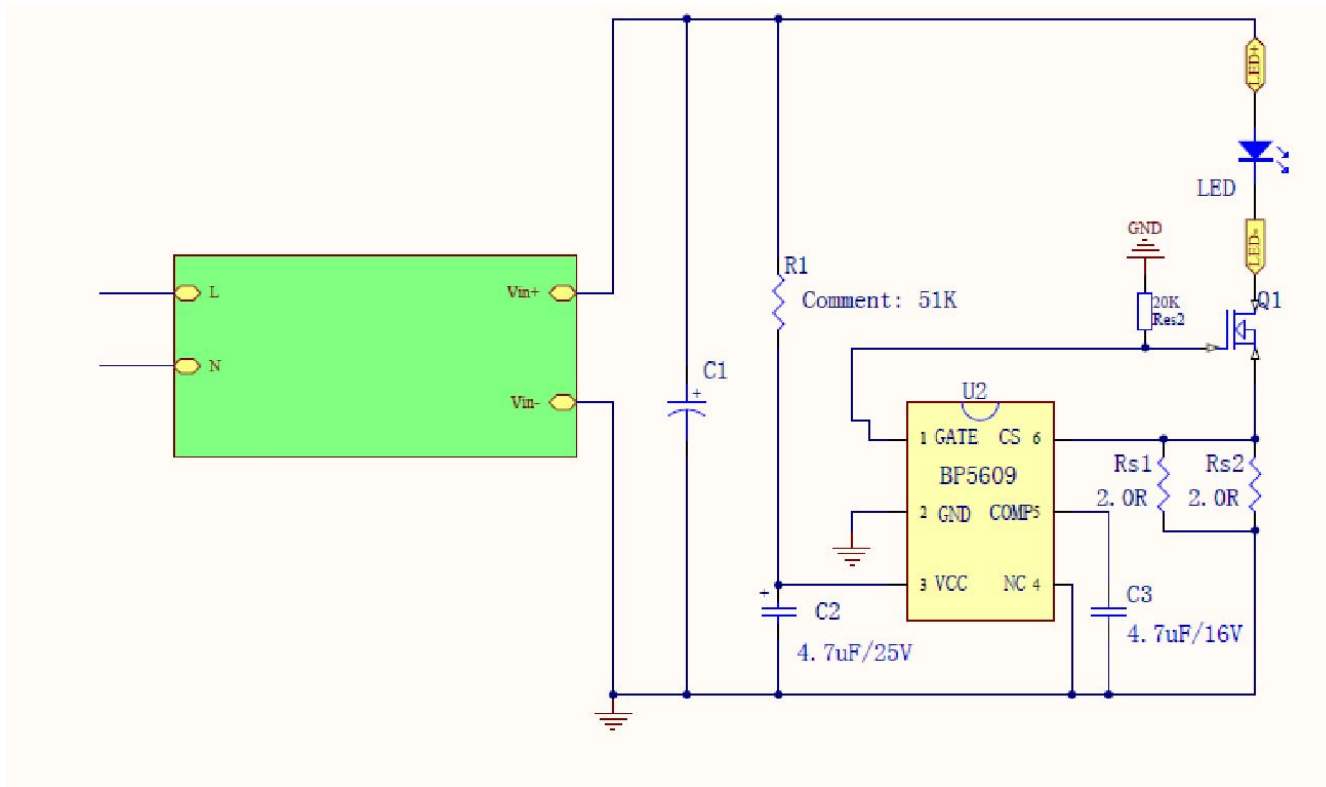 LED+
LED
GND
LED-
R1
Comment: 51K
20K
Res2
Q1
L
Vin+
N
Vin-
C1
+
U2
1 GATE CS 6
BP5609
2 GND COMP5
3 VCC NC 4
Rs1
2.0R
Rs2
2.0R
+
C2
4.7uF/25V
C3
4.7uF/16V